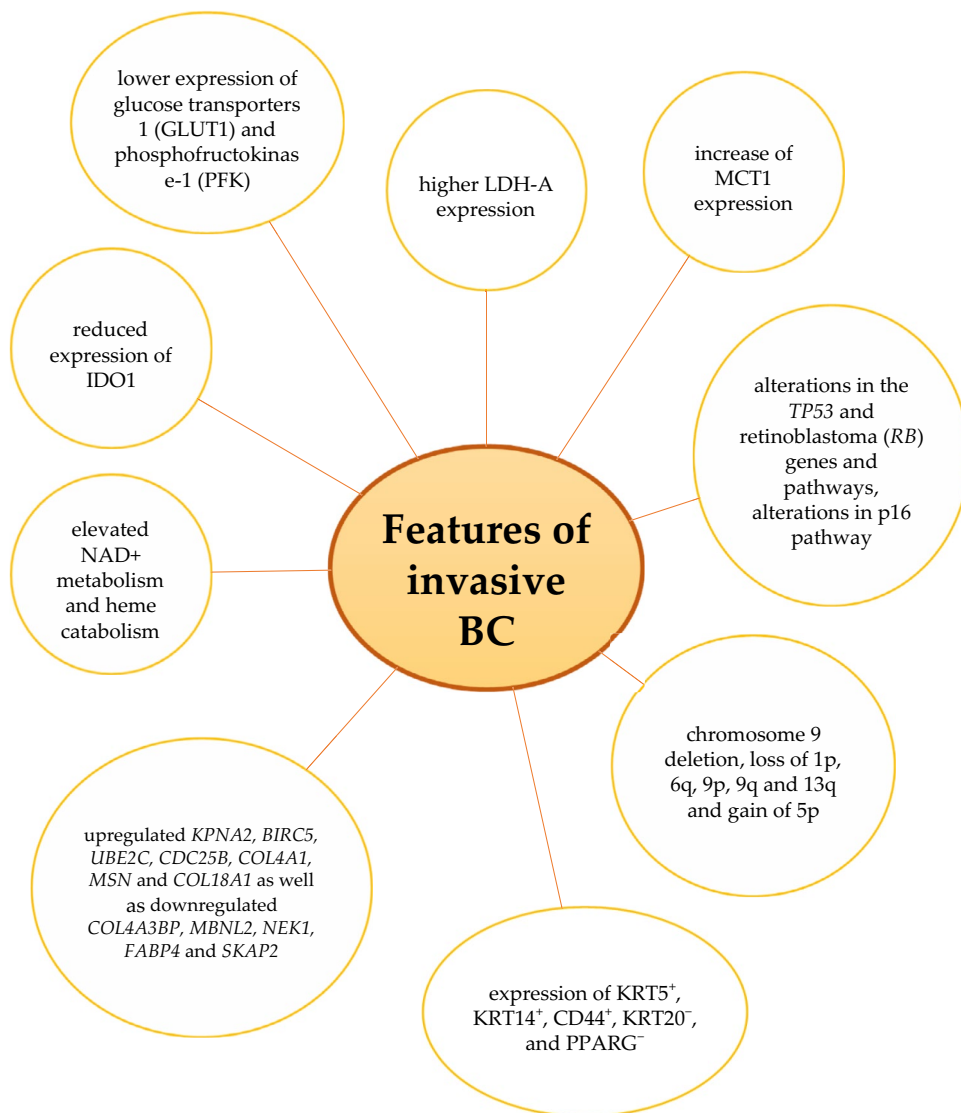 lower expression of
glucose transporters
1 (GLUT1) and
phosphofructokinas
e-1 (PFK)
higher LDH-A
expression
increase of
MCT1
expression
reduced
expression of
IDO1
alterations in the
TP53 and
retinoblastoma (RB)
genes and
pathways,
alterations in p16
pathway
Features of
invasive
BC
elevated
NAD+
metabolism
and heme
catabolism
chromosome 9
deletion, loss of 1p,
6q, 9p, 9q and 13q
and gain of 5p
upregulated KPNA2, BIRC5,
UBE2C, CDC25B, COL4A1,
MSN and COL18A1 as well
as downregulated
COL4A3BP, MBNL2, NEK1,
FABP4 and SKAP2
expression of KRT5⁺,
KRT14⁺, CD44⁺, KRT20⁻,
and PPARG⁻